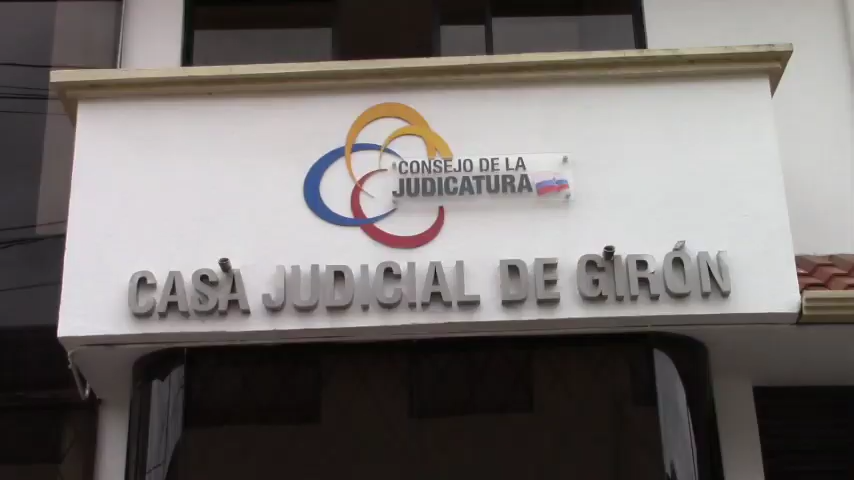 CONSEJO DE LA
JUDICATURA
CASA JUDICIAL DE GIRÓN